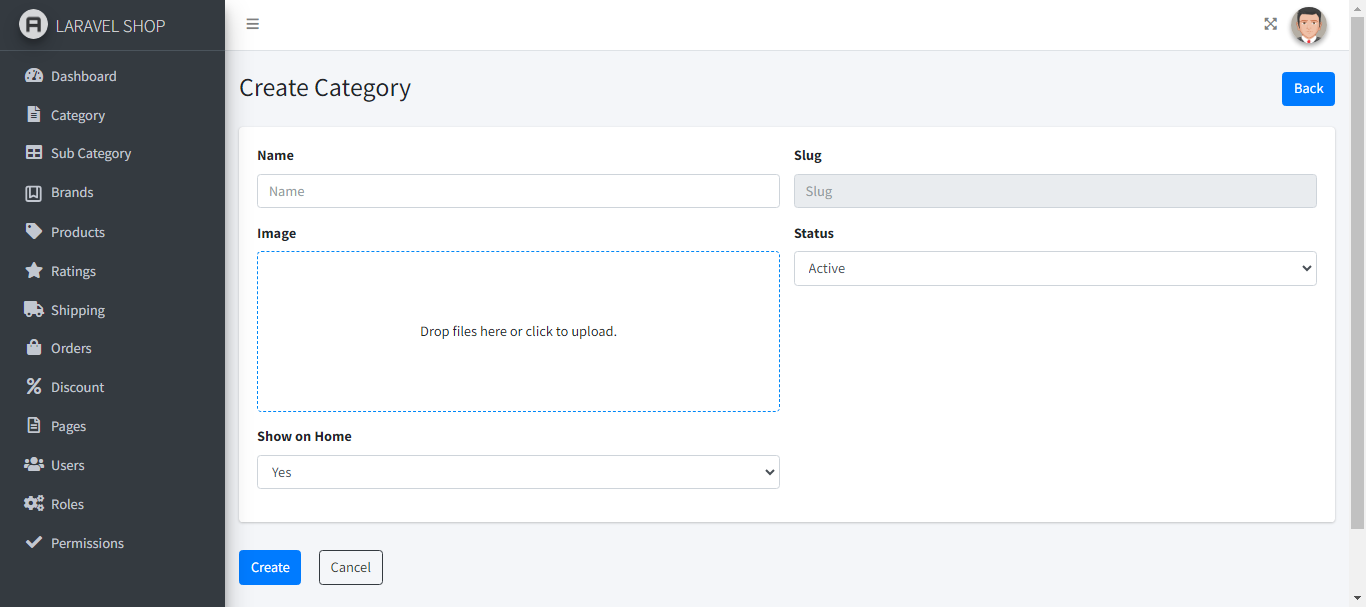 LARAVEL SHOP
Dashboard
Category
Sub Category
Brands
Products
Ratings
Shipping
Orders
Discount
Pages
Users
Roles
Permissions
Create Category
Back
Name
Slug
Name
Slug
Image
Status
Drop files here or click to upload.
Active
Show on Home
Yes
Create
Cancel